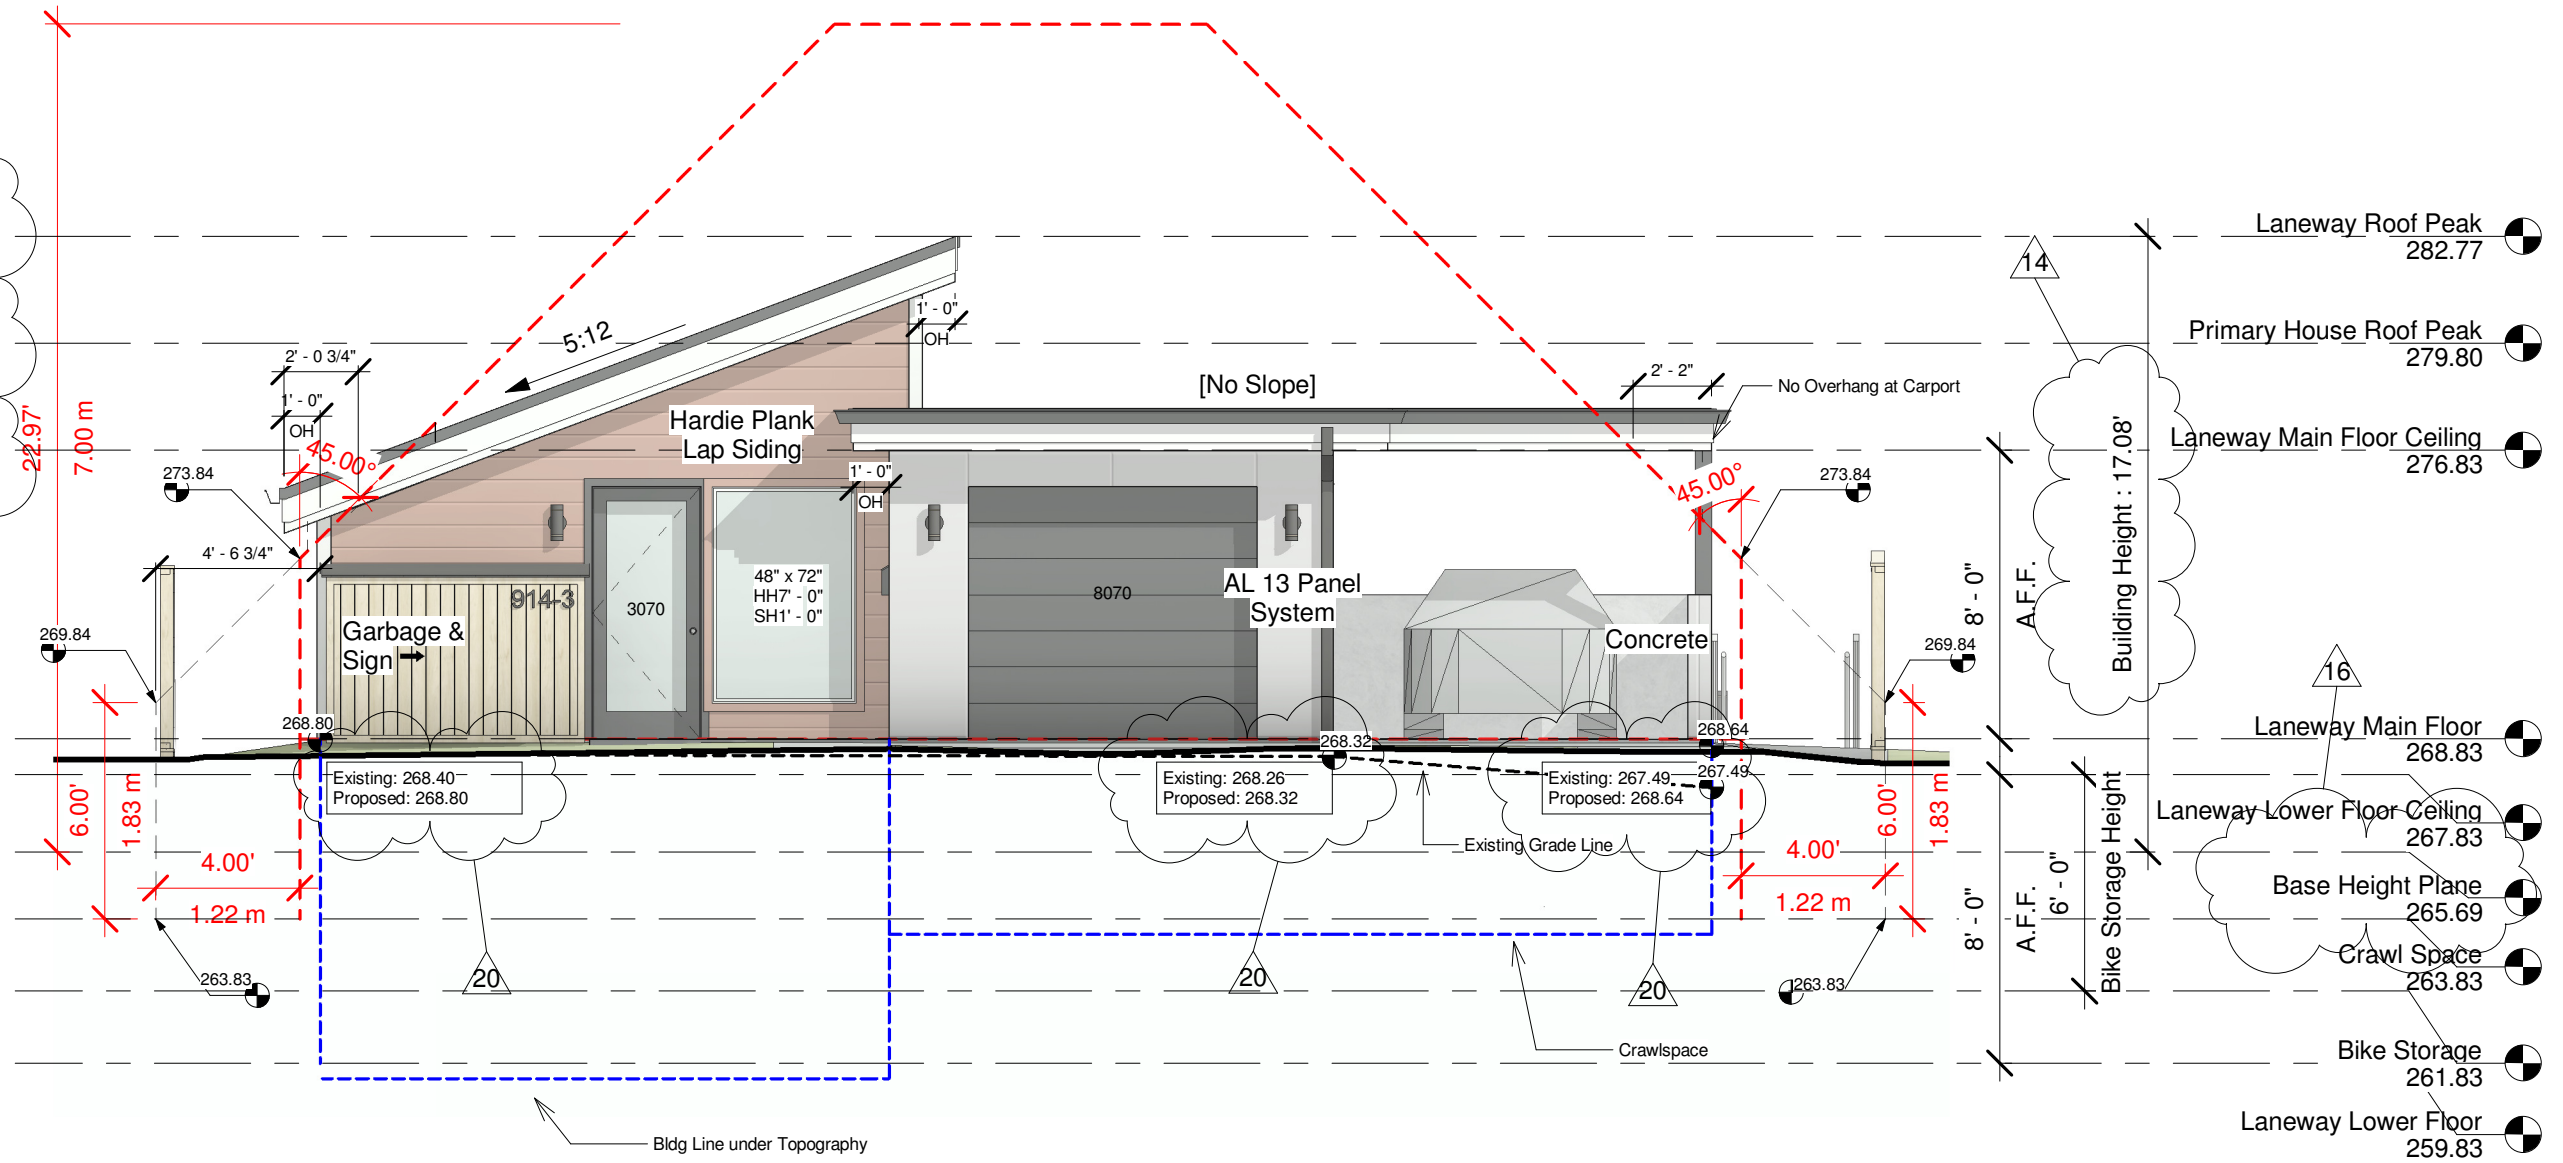 Laneway Roof Peak
282.77
14
1' - 0"
OH
5:12
Primary House Roof Peak
279.80
2' - 0 3/4"
[No Slope]
2' - 2"
No Overhang at Carport
1' - 0"
OH
22.97'
7.00 m
45.00°
Hardie Plank
Lap Siding
Laneway Main Floor Ceiling
276.83
273.84
1' - 0"
OH
45.00°
273.84
Building Height : 17.08'
4' - 6 3/4"
914-3
3070
48" x 72"
HH7' - 0"
SH1' - 0"
8070
AL 13 Panel
System
8' - 0"
A.F.F.
Garbage &
Sign
Concrete
269.84
269.84
16
268.80
268.32
268.64
Laneway Main Floor
268.83
Existing: 268.40
Proposed: 268.80
Existing: 268.26
Proposed: 268.32
Existing: 267.49
Proposed: 268.64
267.49
6.00'
1.83 m
6.00'
1.83 m
Laneway Lower Floor Ceiling
267.83
Existing Grade Line
4.00'
1.22 m
4.00'
1.22 m
8' - 0"
A.F.F.
6' - 0"
Bike Storage Height
Base Height Plane
265.69
Crawl Space
263.83
263.83
20
20
20
263.83
Crawlspace
Bike Storage
261.83
Bldg Line under Topography
Laneway Lower Floor
259.83